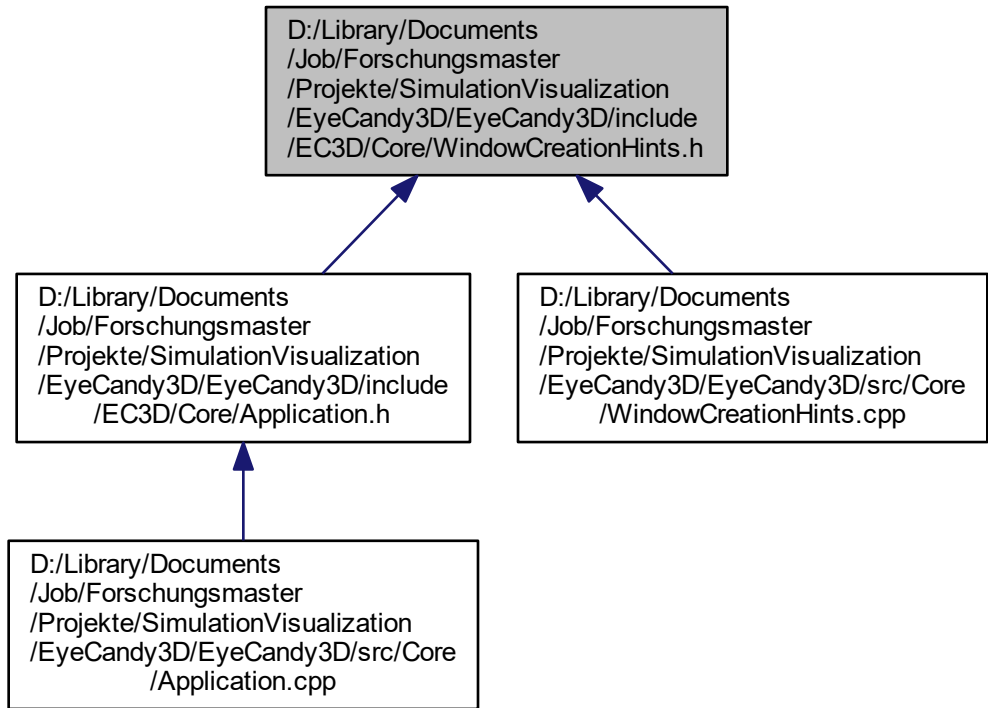 D:/Library/Documents
/Job/Forschungsmaster
/Projekte/SimulationVisualization
/EyeCandy3D/EyeCandy3D/include
/EC3D/Core/WindowCreationHints.h
D:/Library/Documents
/Job/Forschungsmaster
/Projekte/SimulationVisualization
/EyeCandy3D/EyeCandy3D/include
/EC3D/Core/Application.h
D:/Library/Documents
/Job/Forschungsmaster
/Projekte/SimulationVisualization
/EyeCandy3D/EyeCandy3D/src/Core
/WindowCreationHints.cpp
D:/Library/Documents
/Job/Forschungsmaster
/Projekte/SimulationVisualization
/EyeCandy3D/EyeCandy3D/src/Core
/Application.cpp